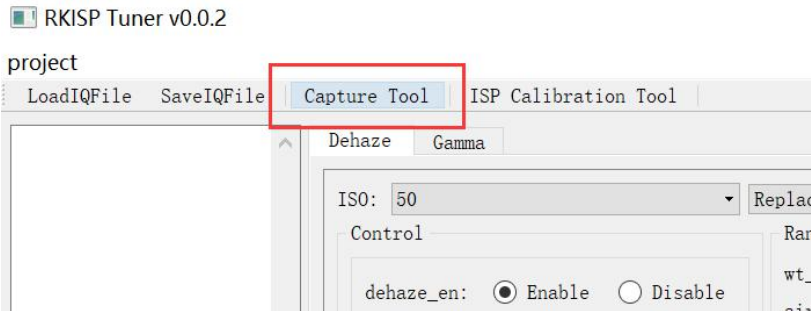 RKISP Tuner v0.0.2
project
LoadIQFile SaveIQFile Capture Tool ISP Calibration Tool
Dehaze Gamma
ISO: 50
Control
dehaze_en: Enable Disable